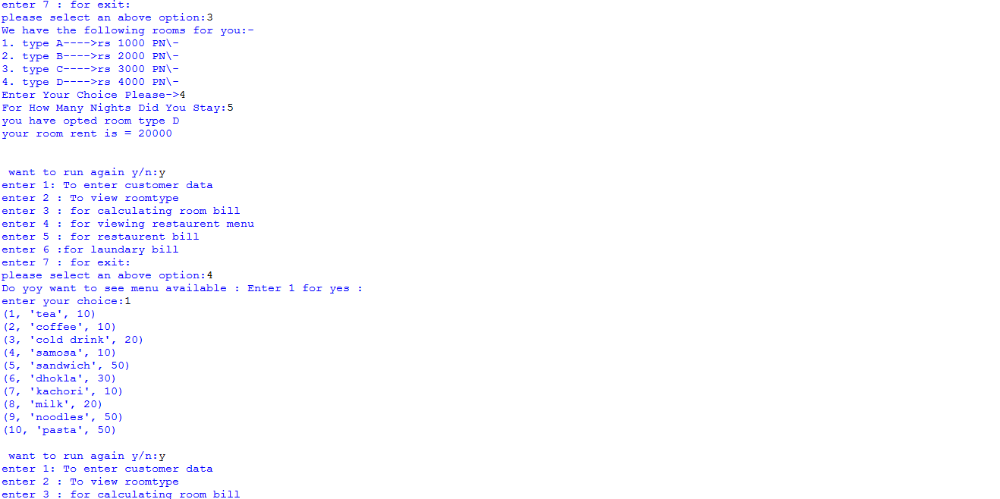 enter 7 : for exit:
please select an above option:3
We have the following rooms for you:-
1. type A---->rs 1000 PN\-
2. type B---->rs 2000 PN\-
3. type C---->rs 3000 PN\-
4. type D---->rs 4000 PN\-
Enter Your Choice Please->4
For How Many Nights Did You Stay:5
you have opted room type D
your room rent is = 20000
want to run again y/n:y
enter 1: To enter customer data
enter 2 : To view roomtype
enter 3 : for calculating room bill
enter 4 : for viewing restaurent menu
enter 5 : for restaurent bill
enter 6 :for laundary bill
enter 7 : for exit:
please select an above option:4
Do yoy want to see menu available : Enter 1 for yes :
enter your choice:1
(1, 'tea', 10)
(2, 'coffee', 10)
(3, 'cold drink', 20)
(4, 'samosa', 10)
(5, 'sandwich', 50)
(6, 'dhokla', 30)
(7, 'kachori', 10)
(8, 'milk', 20)
(9, 'noodles', 50)
(10, 'pasta', 50)
want to run again y/n:y
enter 1: To enter customer data
enter 2 : To view roomtype
enter 3 : for calculating room bill